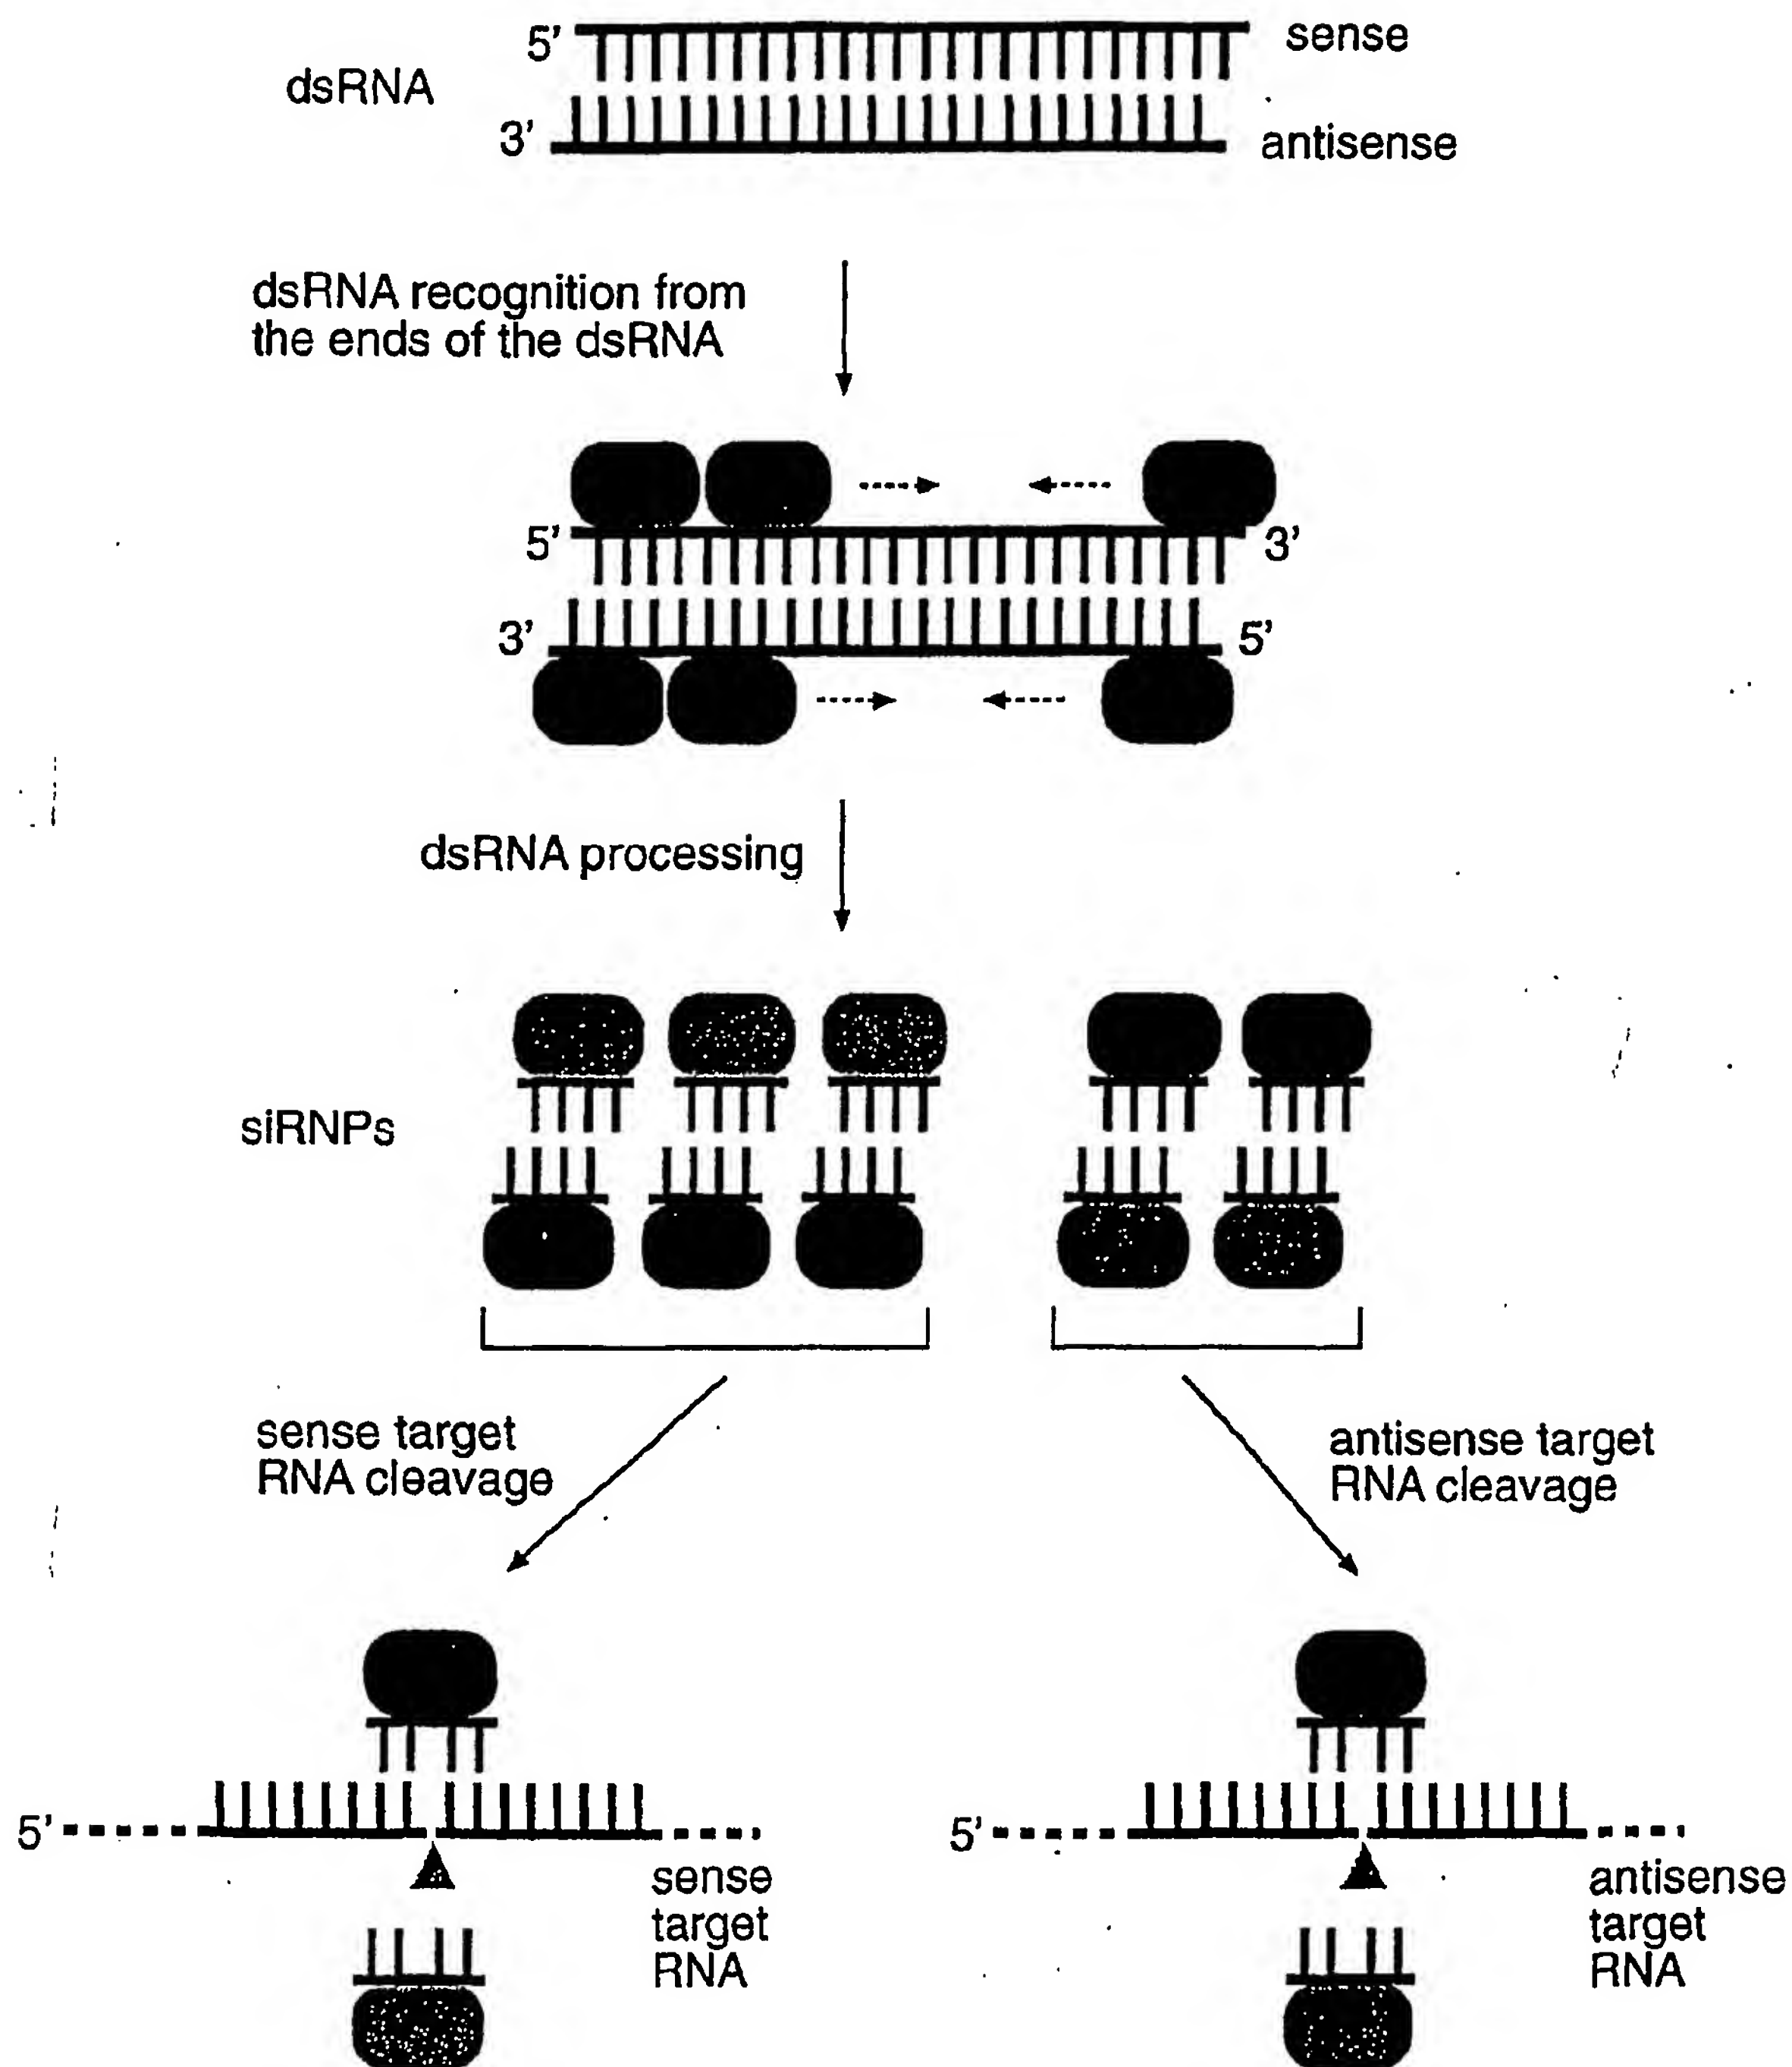 5' sense
dsRNA
3' antisense
dsRNA recognition from
the ends of the dsRNA
5' 3'
3' 5'
dsRNA processing
siRNPs
sense target
RNA cleavage
antisense target
RNA cleavage
5'
sense
target
RNA
5'
antisense
target
RNA